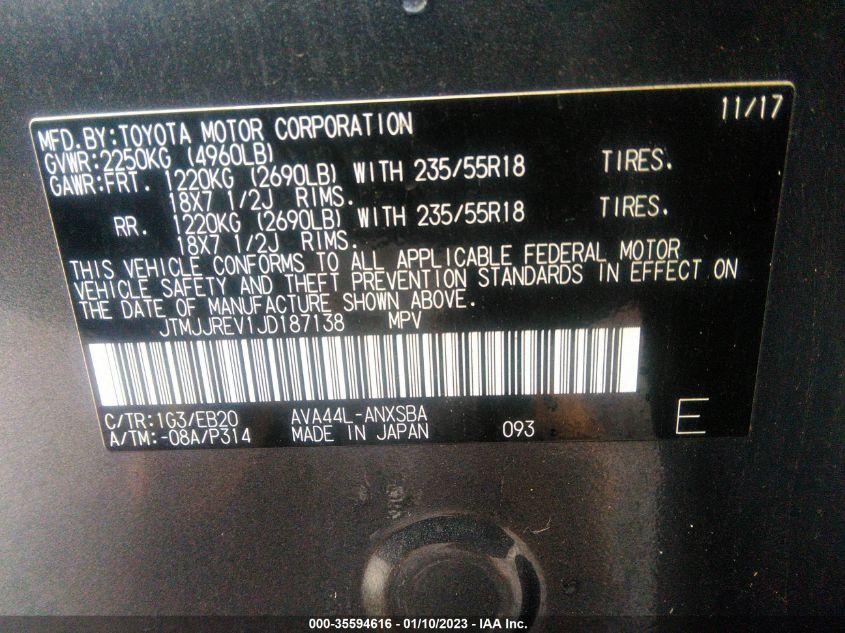 11/17
MFD.BY:TOYOTA MOTOR CORPORATION
GVWR:2250KG (4960LB)
GAWR:FRT. 1220KG (2690LB) WITH 235/55R18 TIRES.
18X7 1/2J RIMS.
RR. 1220KG (2690LB) WITH 235/55R18 TIRES.
18X7 1/2J RIMS.
THIS VEHICLE CONFORMS TO ALL APPLICABLE FEDERAL MOTOR
VEHICLE SAFETY AND THEFT PREVENTION STANDARDS IN EFFECT ON
THE DATE OF MANUFACTURE SHOWN ABOVE.
JTMJJREV1JD187138 MPV
C/TR:1G3/EB20 AVA44L-ANXSBA
A/TM:-08A/P314 MADE IN JAPAN 093 E
000-35594616 - 01/10/2023 - IAA Inc.